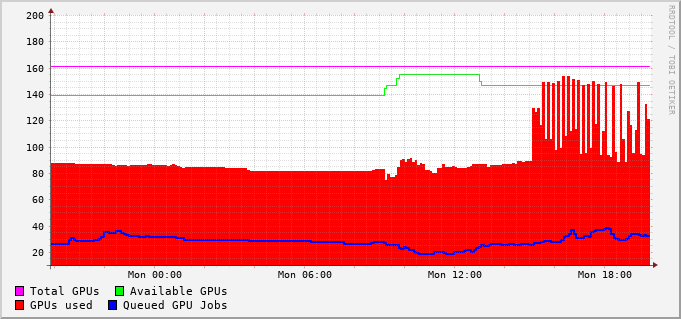 200
180
160
140
120
100
80
60
40
20
Mon 00:00 Mon 06:00 Mon 12:00 Mon 18:00
Total GPUs Available GPUs
GPUs used Queued GPU Jobs
RRDTOOL / TOBI OETIKER